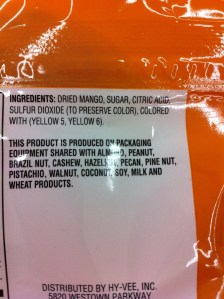 INGREDIENTS: DRIED MANGO, SUGAR, CITRIC ACID,
SULFUR DIOXIDE (TO PRESERVE COLOR), COLORED
WITH (YELLOW 5, YELLOW 6).
THIS PRODUCT IS PRODUCED ON PACKAGING
EQUIPMENT SHARED WITH ALMOND, PEANUT,
BRAZIL NUT, CASHEW, HAZELNUT, PECAN, PINE NUT,
PISTACHIO, WALNUT, COCONUT, SOY, MILK AND
WHEAT PRODUCTS.
DISTRIBUTED BY HY-VEE, INC.
5820 WESTOWN PARKWAY